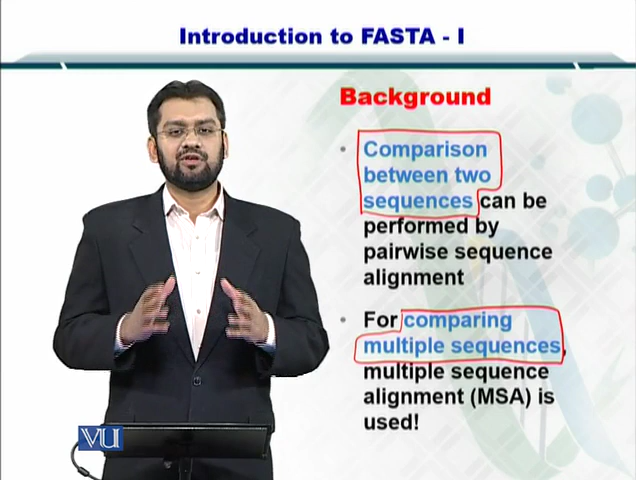 Introduction to FASTA - I
Background
• Comparison
between two
sequences can be
performed by
pairwise sequence
alignment
• For comparing
multiple sequences,
multiple sequence
alignment (MSA) is
used!
VU